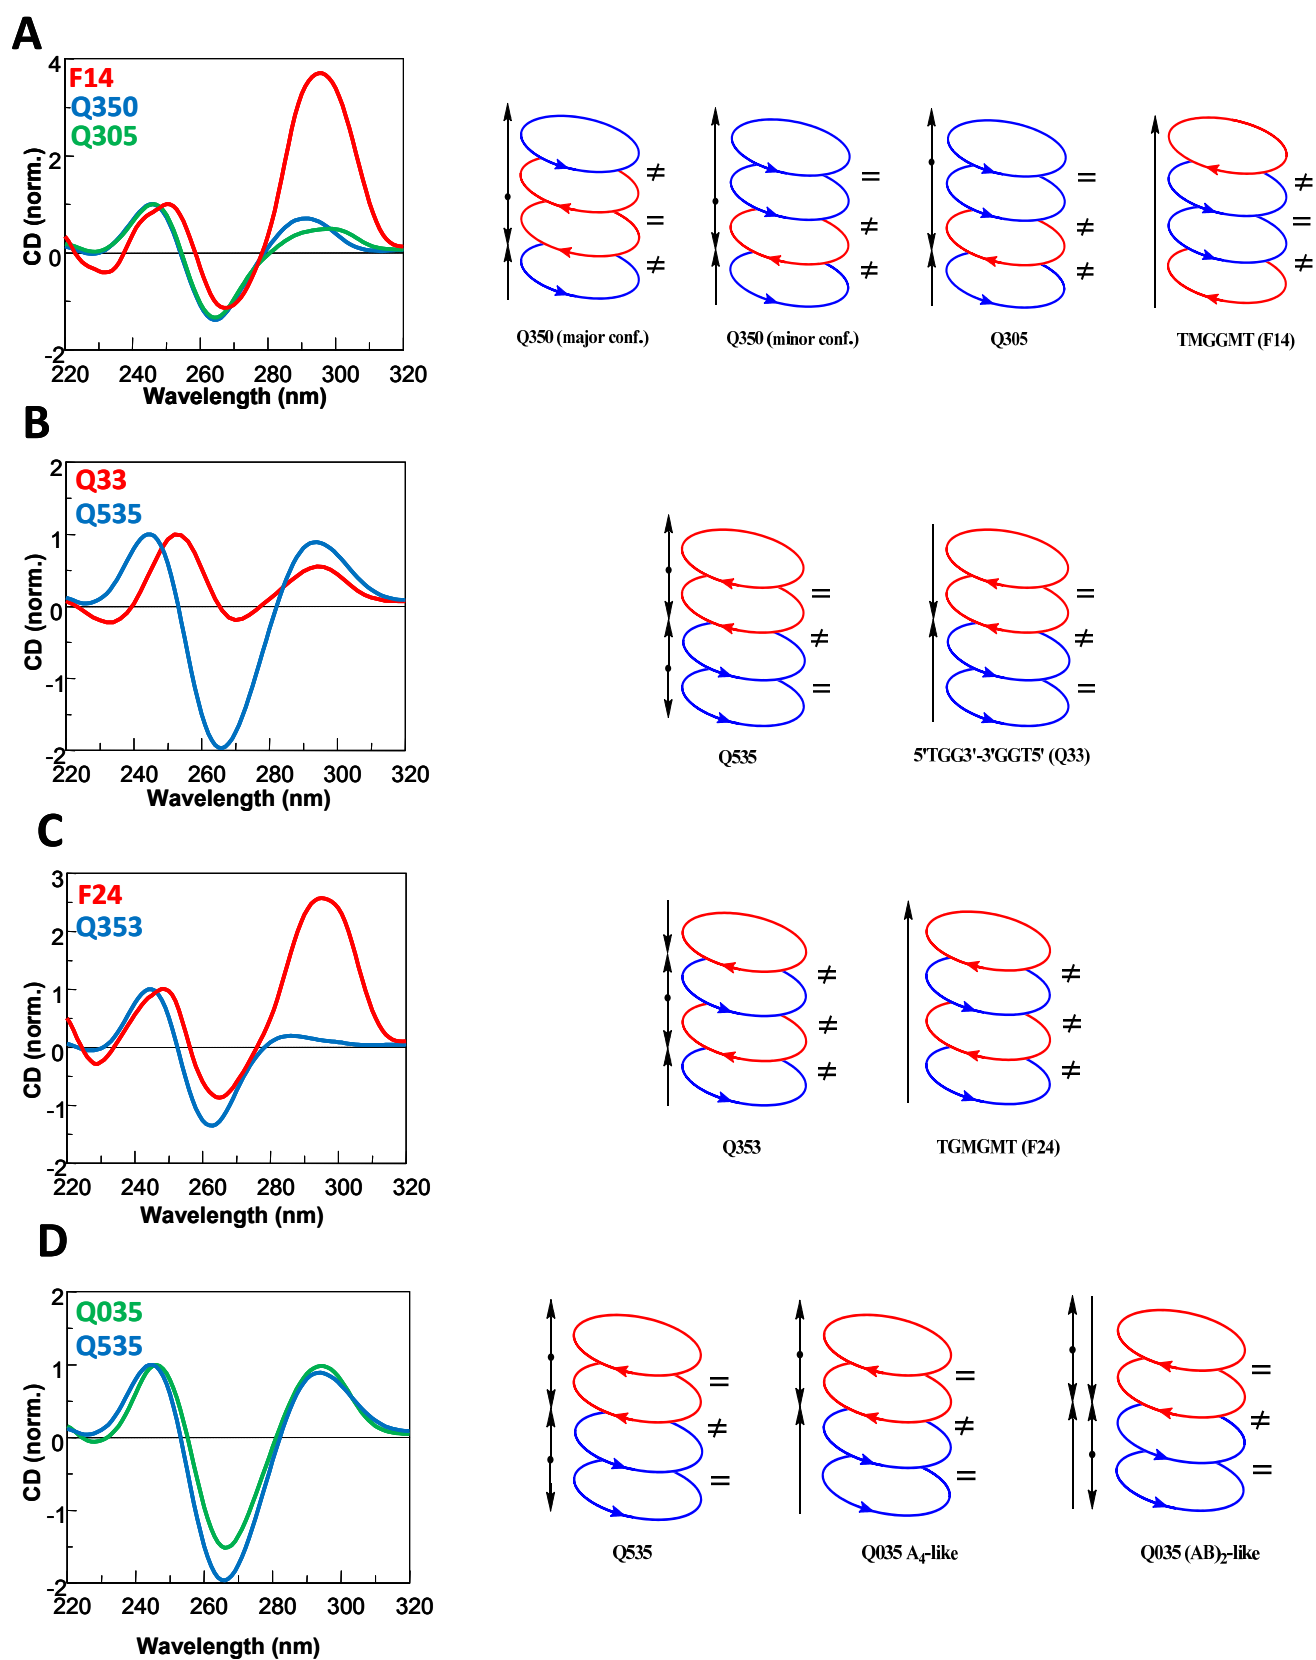 A
4
2
0
-2
CD (norm.)
F14
Q350
Q305
220 240 260 280 300 320
Wavelength (nm)
≠
=
≠
Q350 (major conf.)
=
≠
≠
Q350 (minor conf.)
=
≠
≠
Q305
≠
=
≠
TMGGMT (F14)
B
2
1
0
-1
-2
CD (norm.)
Q33
Q535
220 240 260 280 300 320
Wavelength (nm)
=
≠
=
Q535
=
≠
=
5'TGG3'-3'GGT5' (Q33)
C
3
2
1
0
-1
-2
CD (norm.)
F24
Q353
220 240 260 280 300 320
Wavelength (nm)
≠
≠
≠
Q353
≠
≠
≠
TGMGMT (F24)
D
2
1
0
-1
-2
CD (norm.)
Q035
Q535
220 240 260 280 300 320
Wavelength (nm)
=
≠
=
Q535
=
≠
=
Q035 A₄-like
=
≠
=
Q035 (AB)₂-like